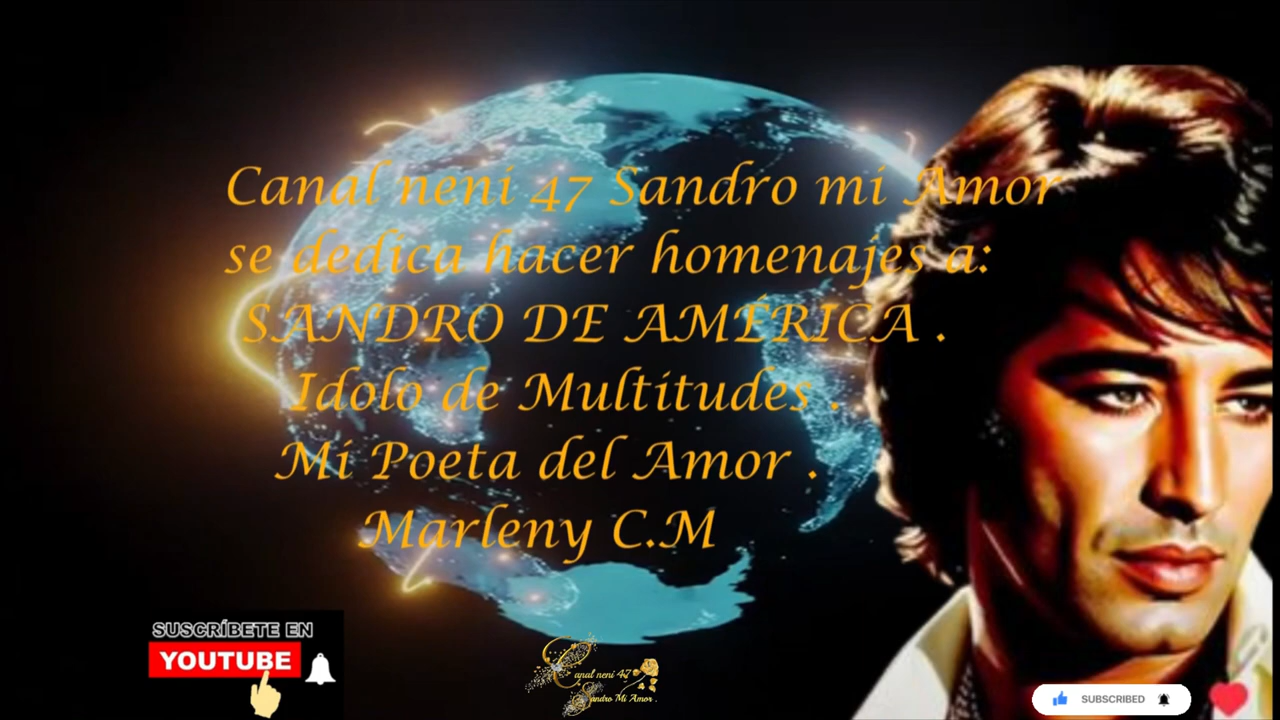 Canal neni 47 Sandro mi Amor
se dedica hacer homenajes a:
SANDRO DE AMÉRICA .
Idolo de Multitudes .
Mi Poeta del Amor .
Marleny C.M
SUSCRÍBETE EN
YOUTUBE
Canal neni 47
Sandro Mi Amor .
SUBSCRIBED